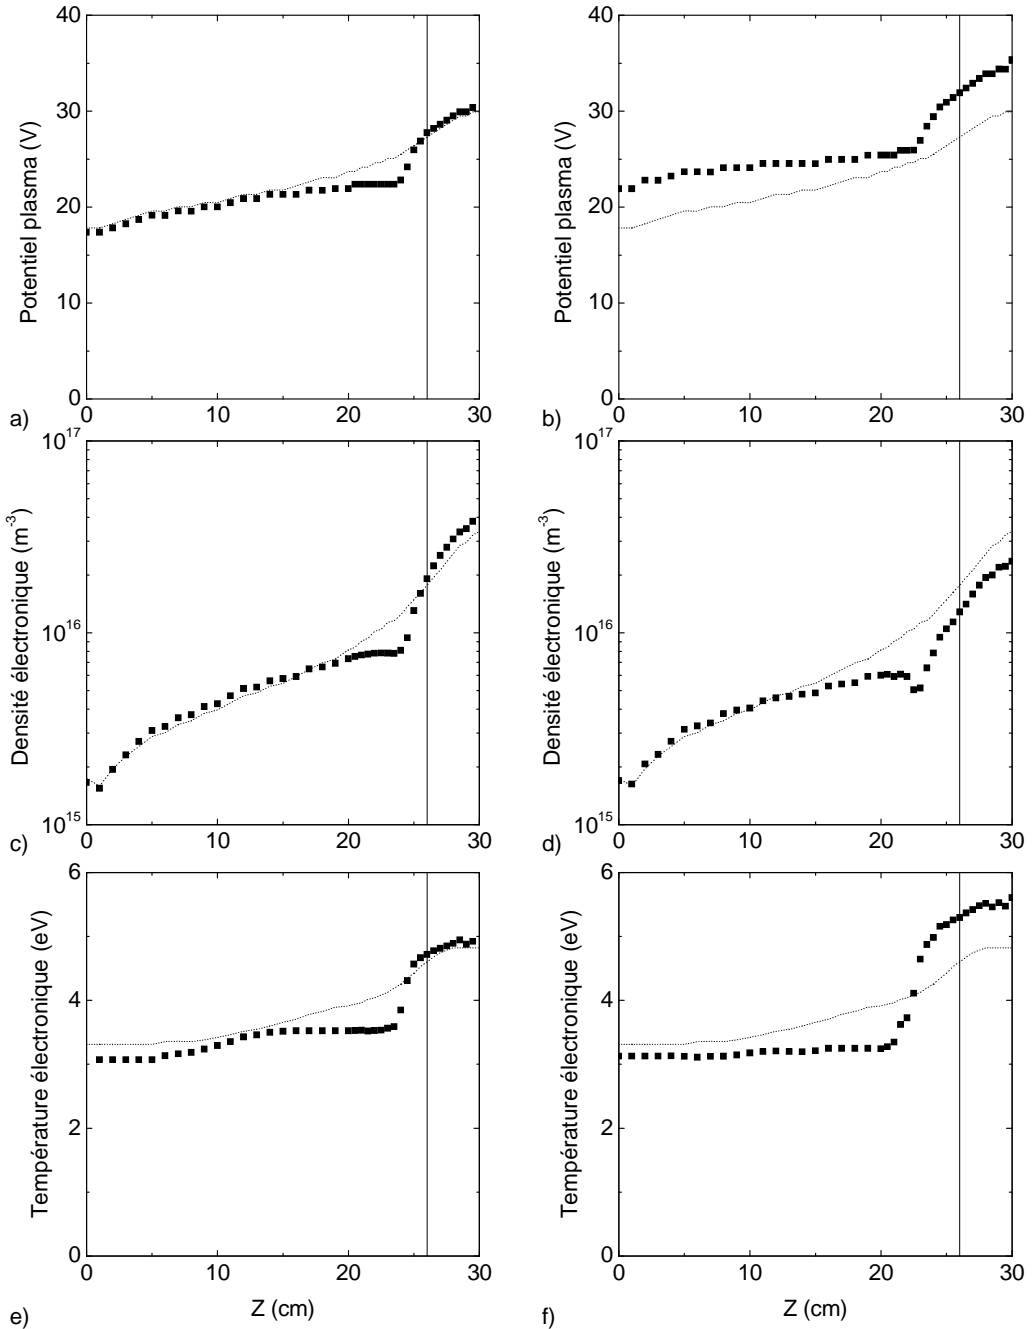 40
30
20
10
0
Potentiel plasma (V)
0 10 20 30
a)
40
30
20
10
0
Potentiel plasma (V)
0 10 20 30
b)
10^17
10^16
10^15
Densité électronique (m^-3)
0 10 20 30
c)
10^17
10^16
10^15
Densité électronique (m^-3)
0 10 20 30
d)
6
4
2
0
Température électronique (eV)
0 10 20 30
e)
Z (cm)
6
4
2
0
Température électronique (eV)
0 10 20 30
f)
Z (cm)